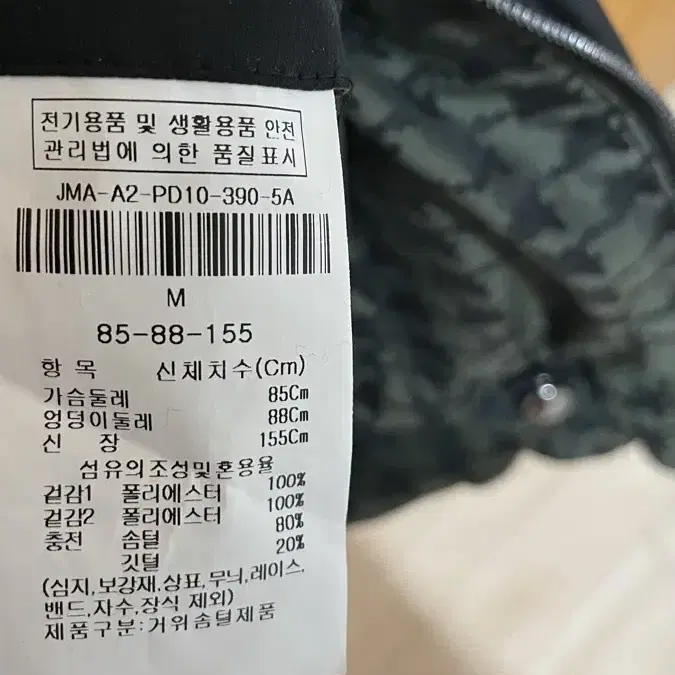 전기용품 및 생활용품 안전
관리법에 의한 품질표시
JMA-A2-PD10-390-5A
M
85-88-155
항 목 신체치수(Cm)
가슴둘레 85Cm
엉덩이둘레 88Cm
신 장 155Cm
섬유의조성및혼용율
겉감1 폴리에스터 100%
겉감2 폴리에스터 100%
충전 솜털 80%
깃털 20%
(심지,보강재,상표,무늬,레이스,
밴드,자수,장식 제외)
제품구분:거위솜털제품